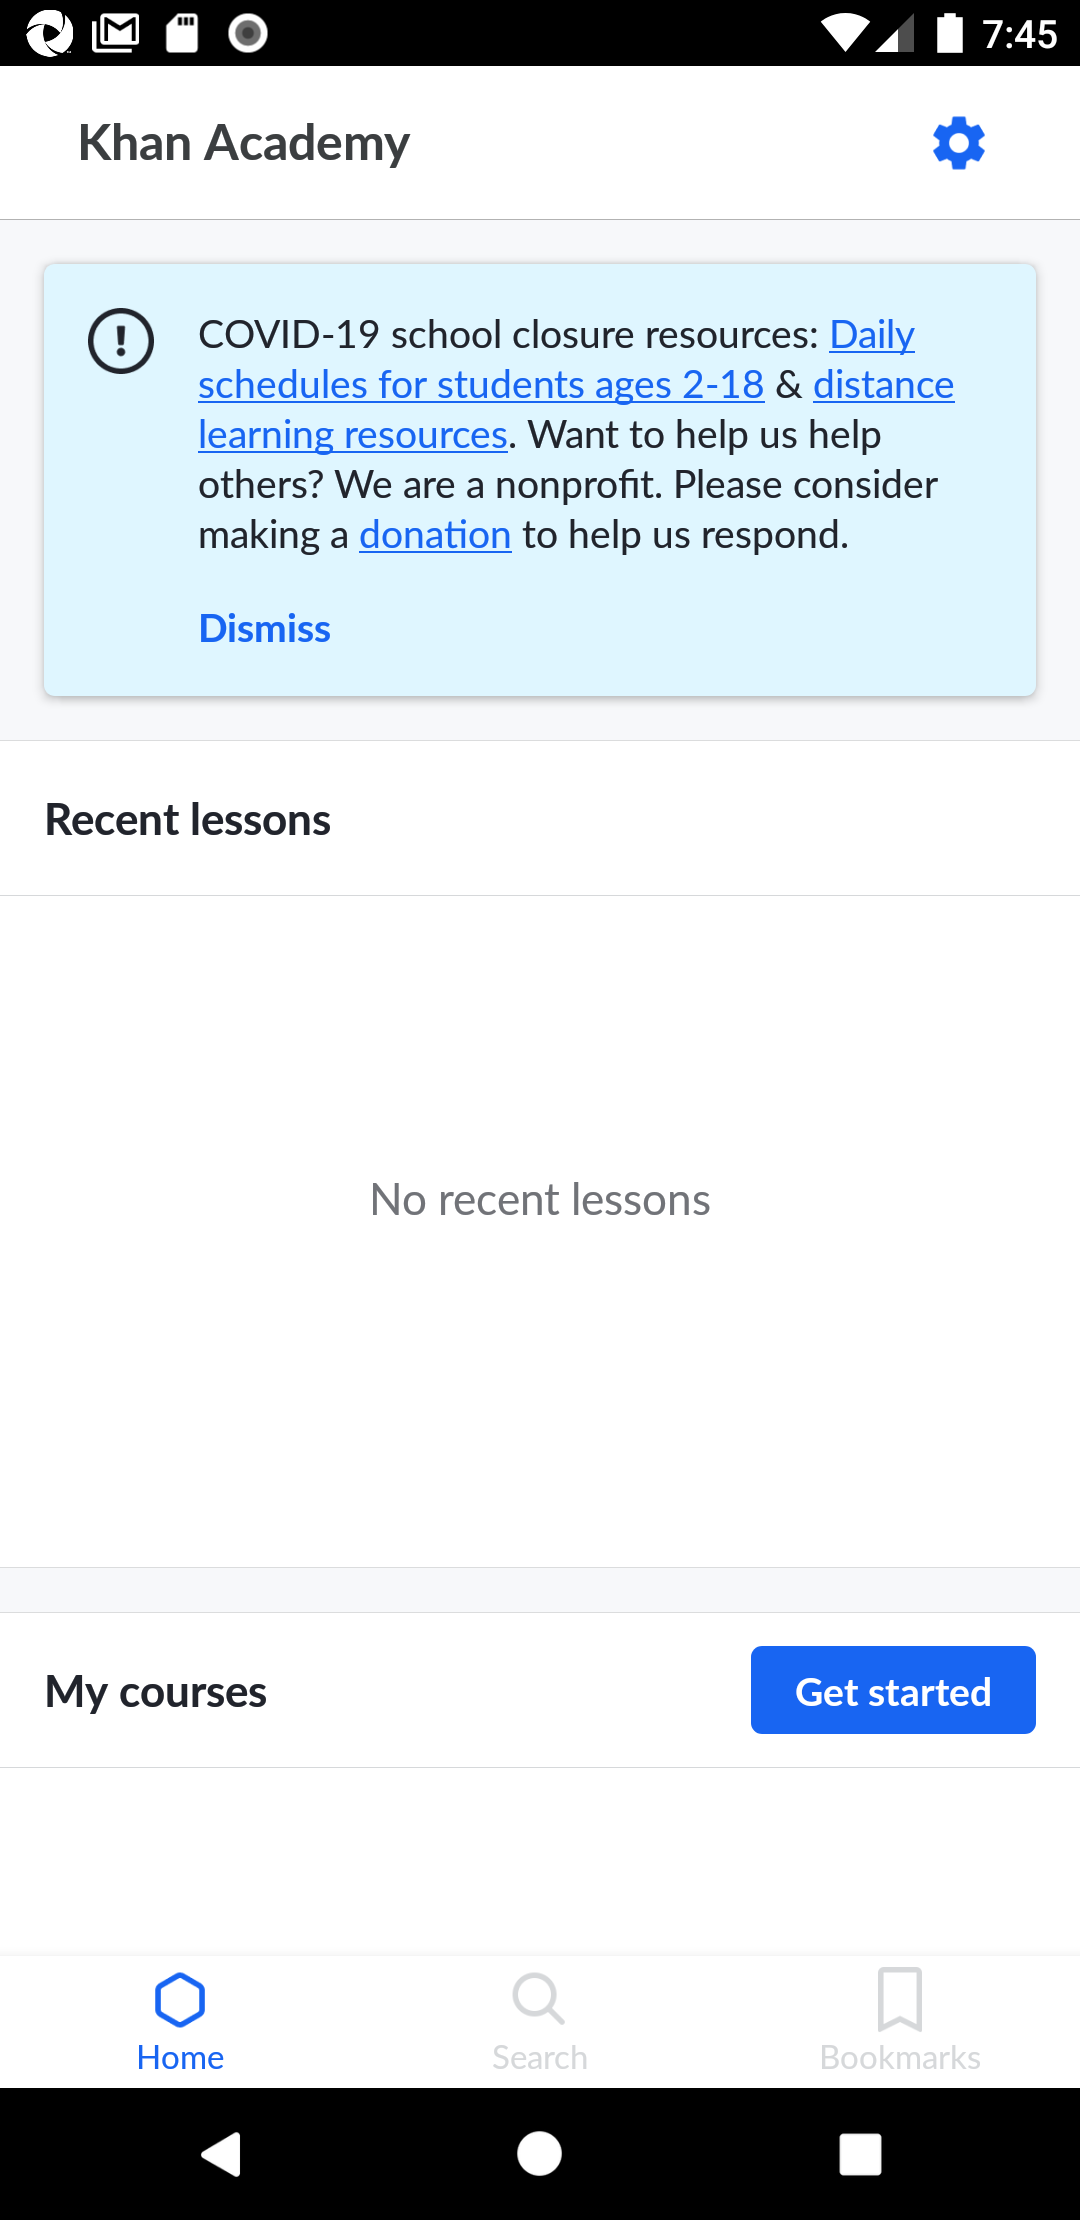 7:45
Khan Academy
COVID-19 school closure resources: Daily
schedules for students ages 2-18 & distance
learning resources. Want to help us help
others? We are a nonprofit. Please consider
making a donation to help us respond.
Dismiss
Recent lessons
No recent lessons
My courses
Get started
Home
Search
Bookmarks